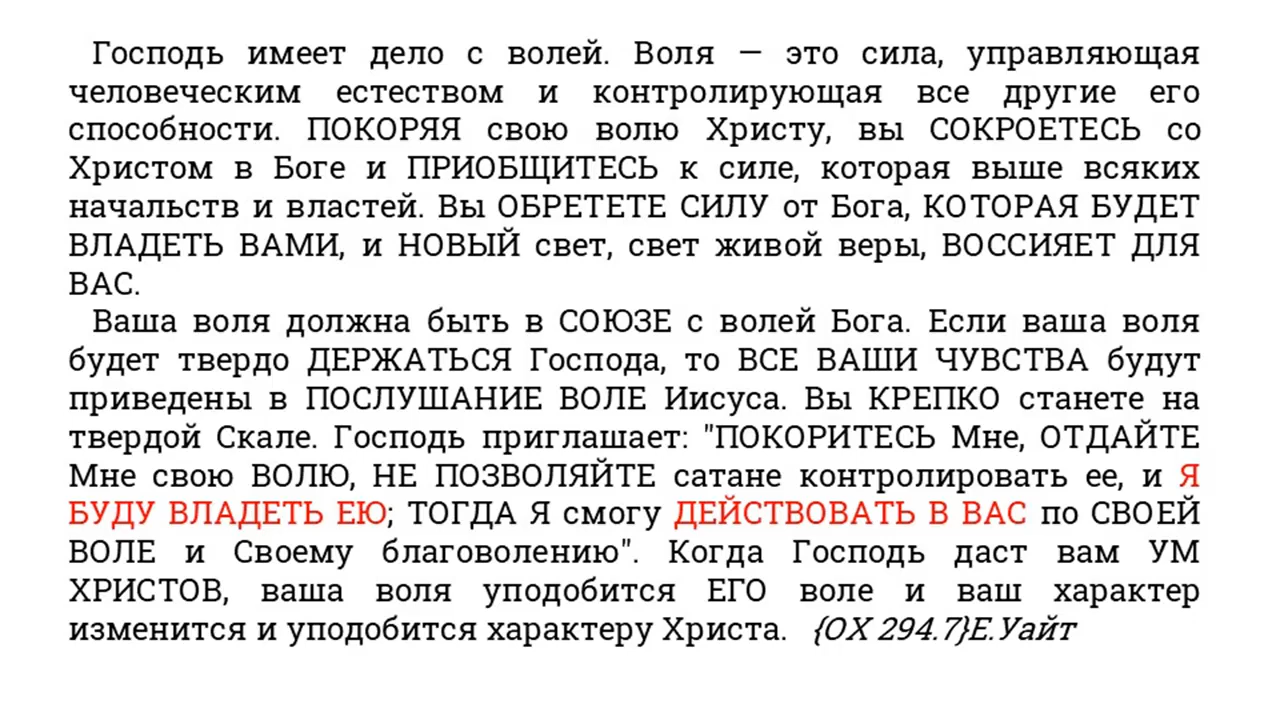 Господь имеет дело с волей. Воля — это сила, управляющая
человеческим естеством и контролирующая все другие его
способности. ПОКОРЯЯ свою волю Христу, вы СОКРОЕТЕСЬ со
Христом в Боге и ПРИОБЩИТЕСЬ к силе, которая выше всяких
начальств и властей. Вы ОБРЕТЕТЕ СИЛУ от Бога, КОТОРАЯ БУДЕТ
ВЛАДЕТЬ ВАМИ, и НОВЫЙ свет, свет живой веры, ВОССИЯЕТ ДЛЯ
ВАС.
Ваша воля должна быть в СОЮЗЕ с волей Бога. Если ваша воля
будет твердо ДЕРЖАТЬСЯ Господа, то ВСЕ ВАШИ ЧУВСТВА будут
приведены в ПОСЛУШАНИЕ ВОЛЕ Иисуса. Вы КРЕПКО станете на
твердой Скале. Господь приглашает: "ПОКОРИТЕСЬ Мне, ОТДАЙТЕ
Мне свою ВОЛЮ, НЕ ПОЗВОЛЯЙТЕ сатане контролировать ее, и Я
БУДУ ВЛАДЕТЬ ЕЮ; ТОГДА Я смогу ДЕЙСТВОВАТЬ В ВАС по СВОЕЙ
ВОЛЕ и Своему благоволению". Когда Господь даст вам УМ
ХРИСТОВ, ваша воля уподобится ЕГО воле и ваш характер
изменится и уподобится характеру Христа. {ОХ 294.7}Е.Уайт